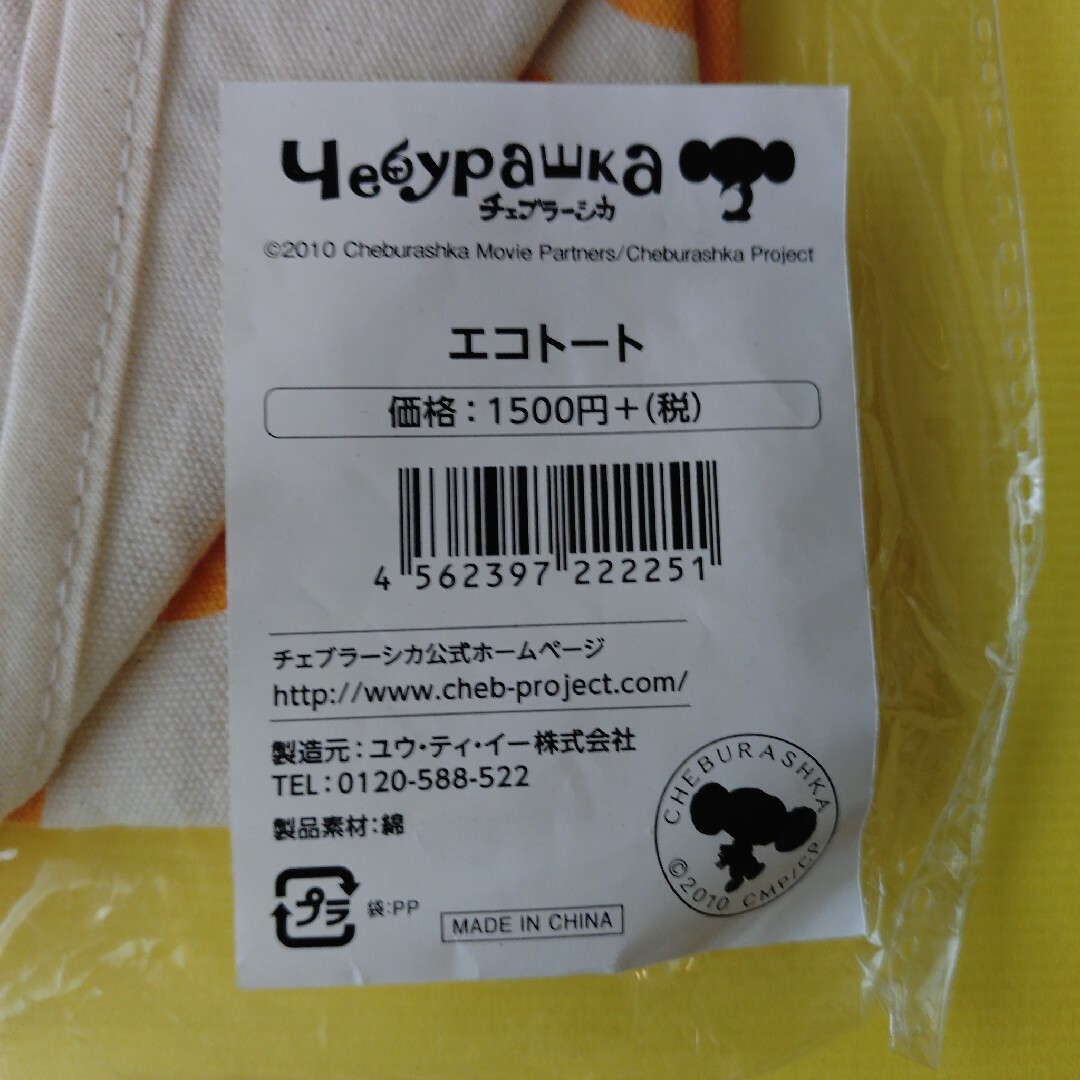 Чебурашка
チェブラーシカ
©2010 Cheburashka Movie Partners/Cheburashka Project
エコトート
価格：1500円＋（税）
4 562397 222251
チェブラーシカ公式ホームページ
http://www.cheb-project.com/
製造元：ユウ・ティ・イー株式会社
TEL：0120-588-522
製品素材：綿
プラ 袋：PP
MADE IN CHINA
CHEBURASHKA
©2010 CMP/CP